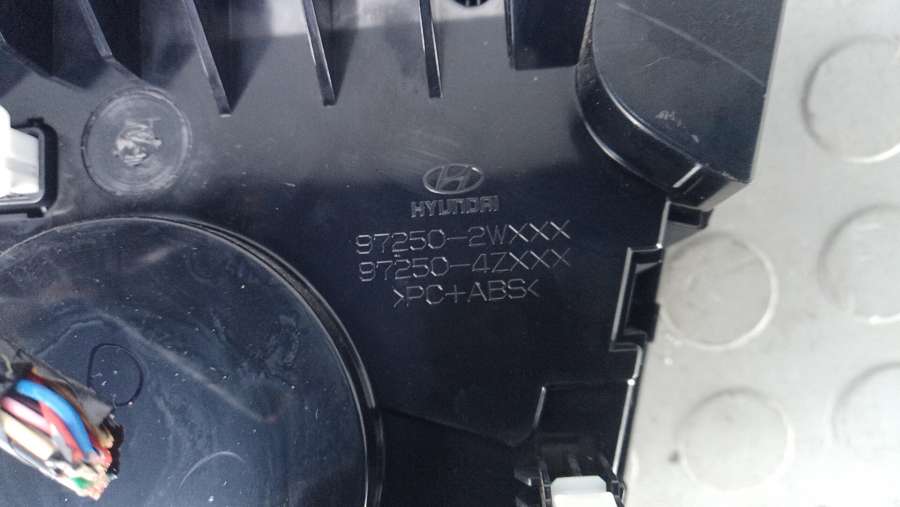 HYUNDAI
97250-2WXXX
97250-4ZXXX
>PC+ABS<